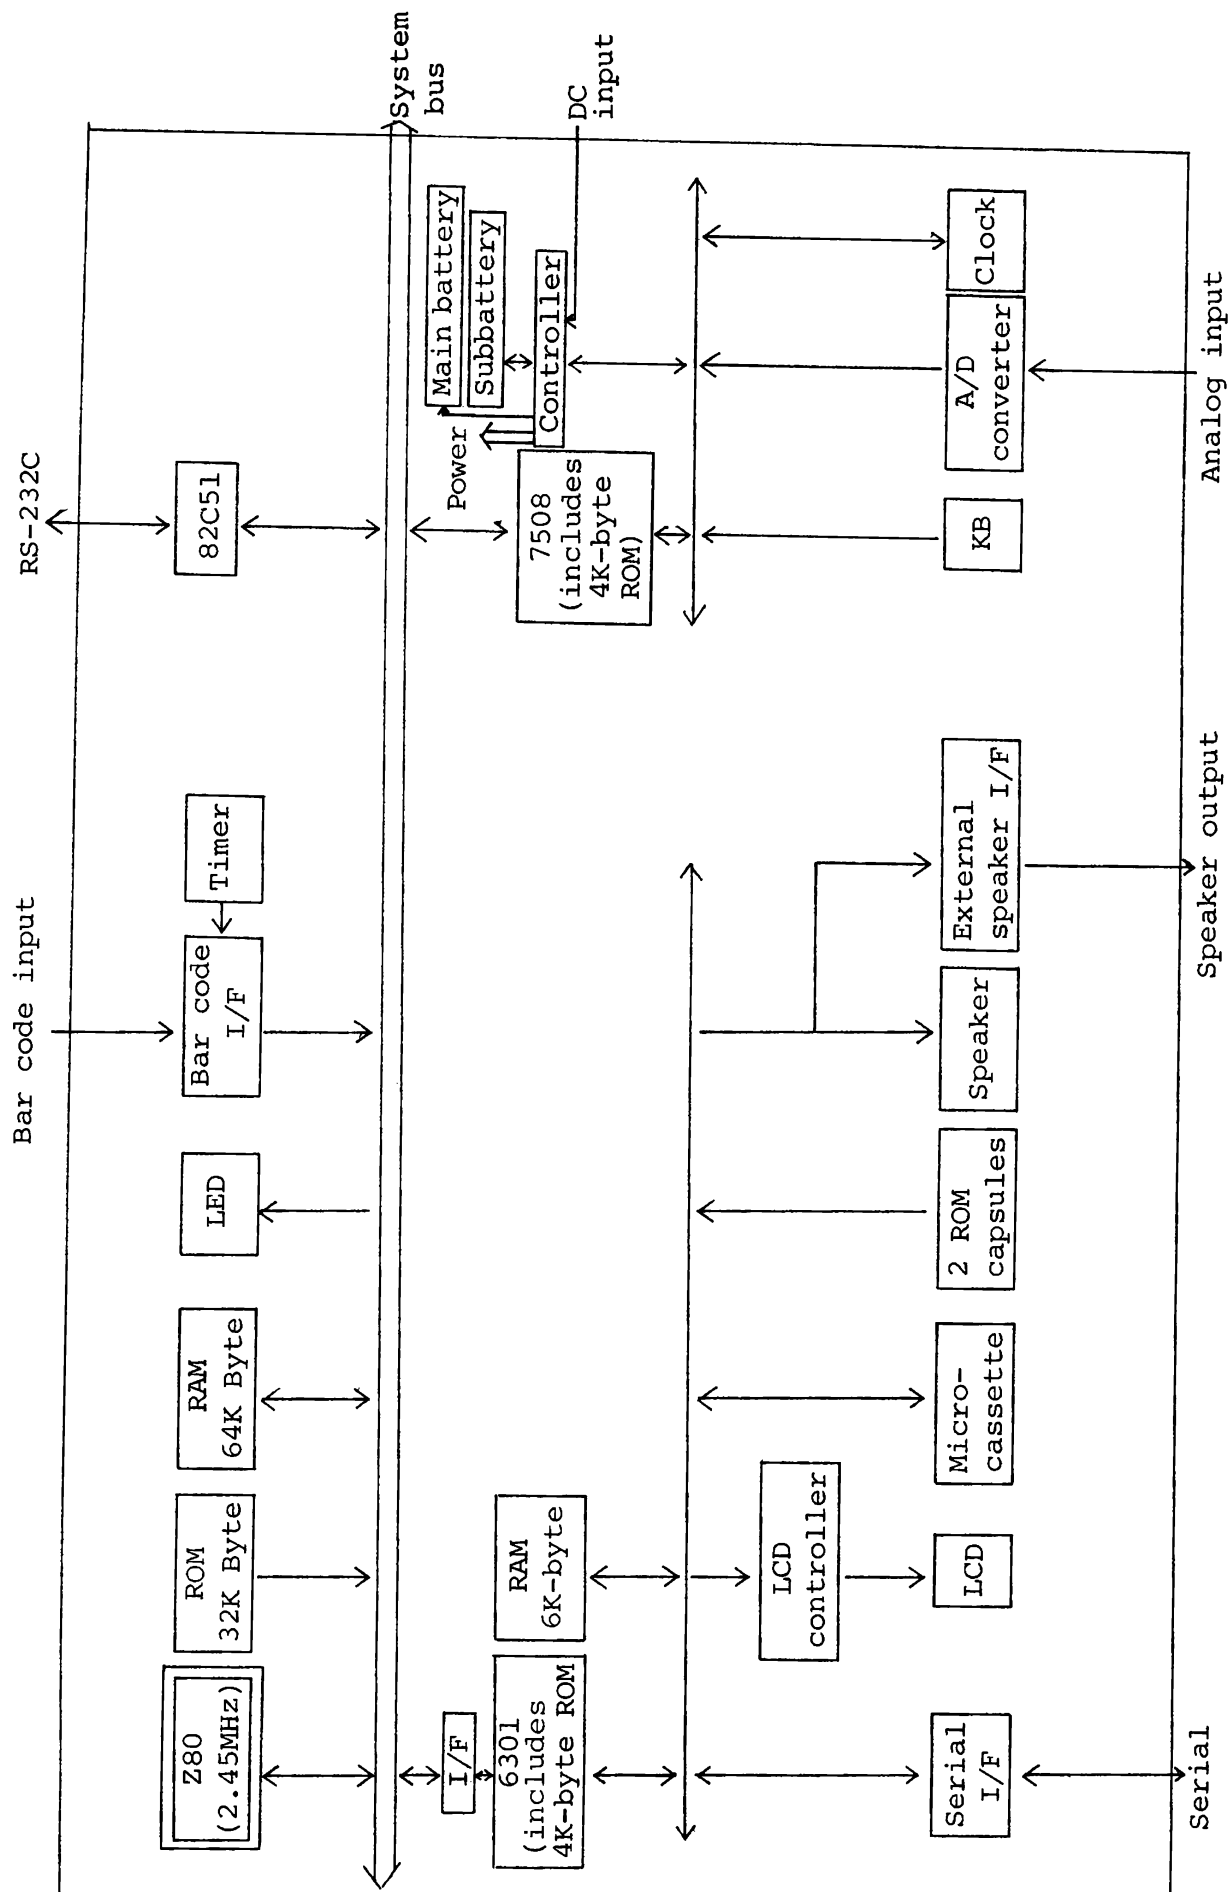 Bar code input
RS-232C
Z80
(2.45MHz)
ROM
32K Byte
RAM
64K Byte
LED
Bar code
I/F
Timer
82C51
System
bus
I/F
6301
(includes
4K-byte ROM
RAM
6K-byte
Power
Main battery
Subbattery
Controller
7508
(includes
4K-byte
ROM)
DC
input
LCD
controller
Serial
I/F
LCD
Micro-
cassette
2 ROM
capsules
Speaker
External
speaker I/F
KB
A/D
converter
Clock
Serial
Speaker output
Analog input